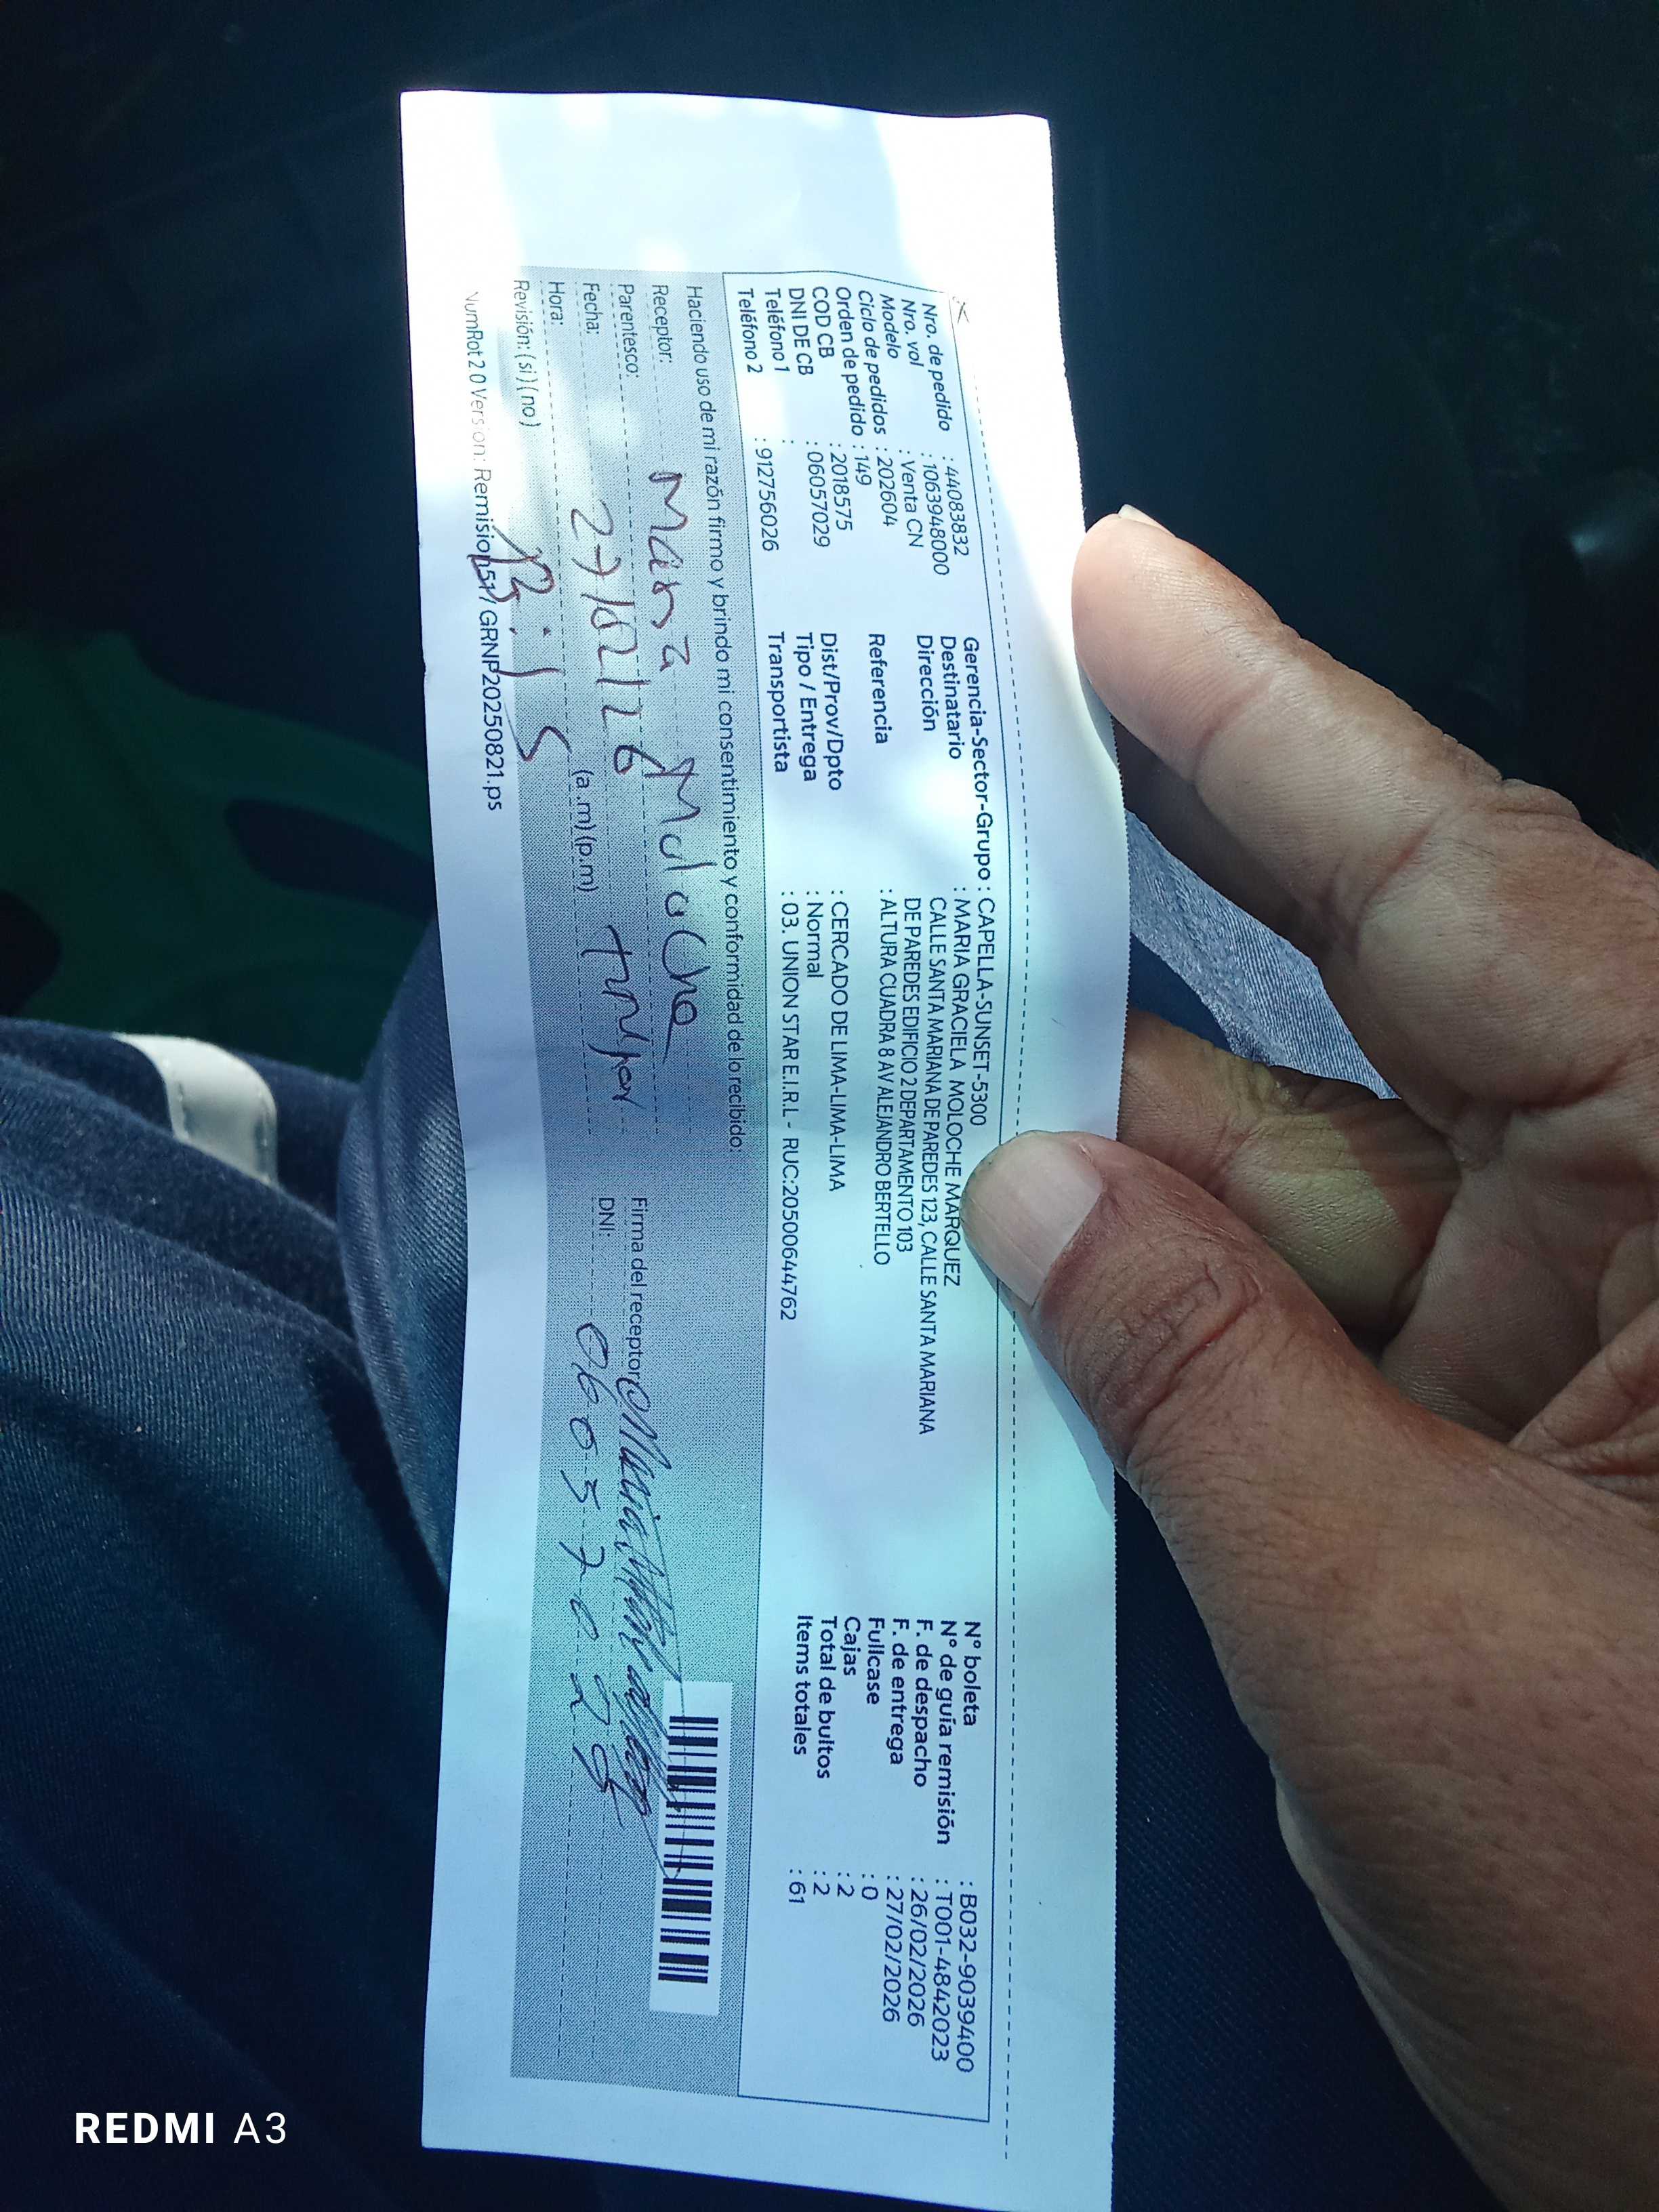 Nro. de pedido : 44083832
Nro. vol : 1063948000
Modelo : Venta CN
Ciclo de pedidos : 202604
Orden de pedido : 149
COD CB : 2018575
DNI DE CB : 06057029
Teléfono 1 :
Teléfono 2 : 912756026
Gerencia-Sector-Grupo : CAPELLA-SUNSET-5300
Destinatario : MARIA GRACIELA MOLOCHE MARQUEZ
Dirección CALLE SANTA MARIANA DE PAREDES 123, CALLE SANTA MARIANA
DE PAREDES EDIFICIO 2 DEPARTAMENTO 103
Referencia : ALTURA CUADRA 8 AV ALEJANDRO BERTELLO
Dist/Prov/Dpto : CERCADO DE LIMA-LIMA-LIMA
Tipo / Entrega : Normal
Transportista : 03. UNION STAR E.I.R.L - RUC:20500644762
N° boleta : B032-9039400
N° de guía remisión : T001-4842023
F. de despacho : 26/02/2026
F. de entrega : 27/02/2026
Fullcase : 0
Cajas : 2
Total de bultos : 2
Items totales : 61
Haciendo uso de mi razón firmo y brindo mi consentimiento y conformidad de lo recibido:
Receptor: Maria Moloche
Parentesco:
Fecha: 27/02/26
Hora: (a.m) (p.m)
Revisión: (si) (no)
Firma del receptor:
DNI: 06057029
NumRot 2.0 Version: Remision51 / GRNP20250821.ps
REDMI A3